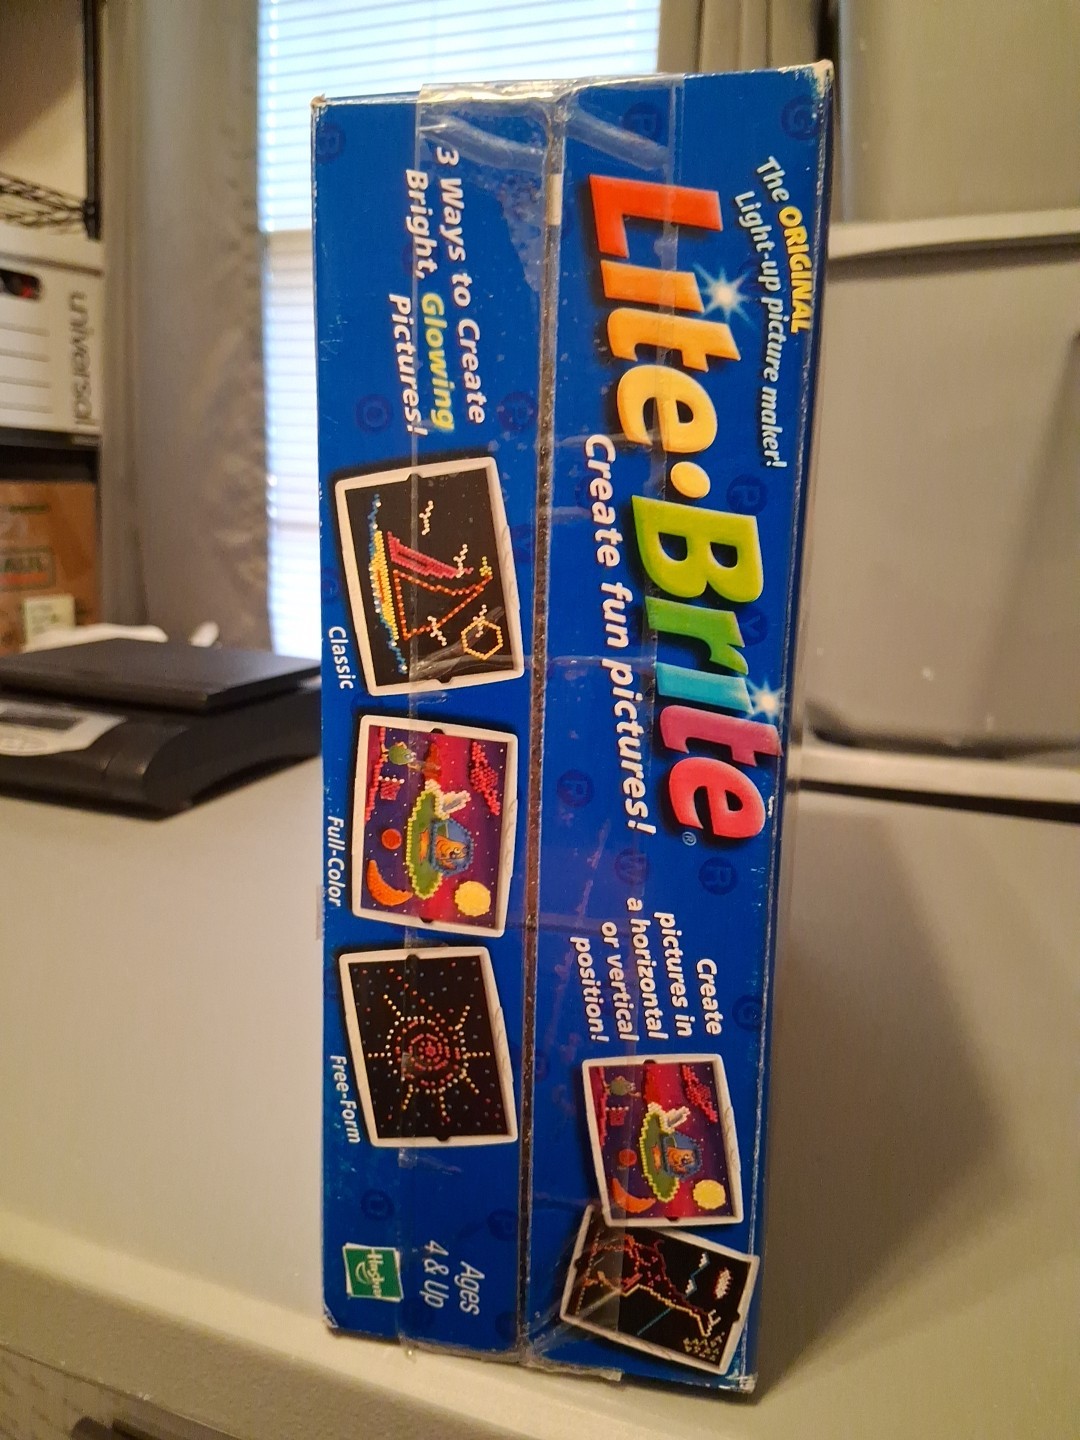 The ORIGINAL
Light-up picture maker!
Lite·Brite®
Create fun pictures!
Create
pictures in
a horizontal
or vertical
position!
3 Ways to Create
Bright, Glowing
Pictures!
Classic
Full-Color
Free-Form
Ages
4 & Up
Hasbro
universal